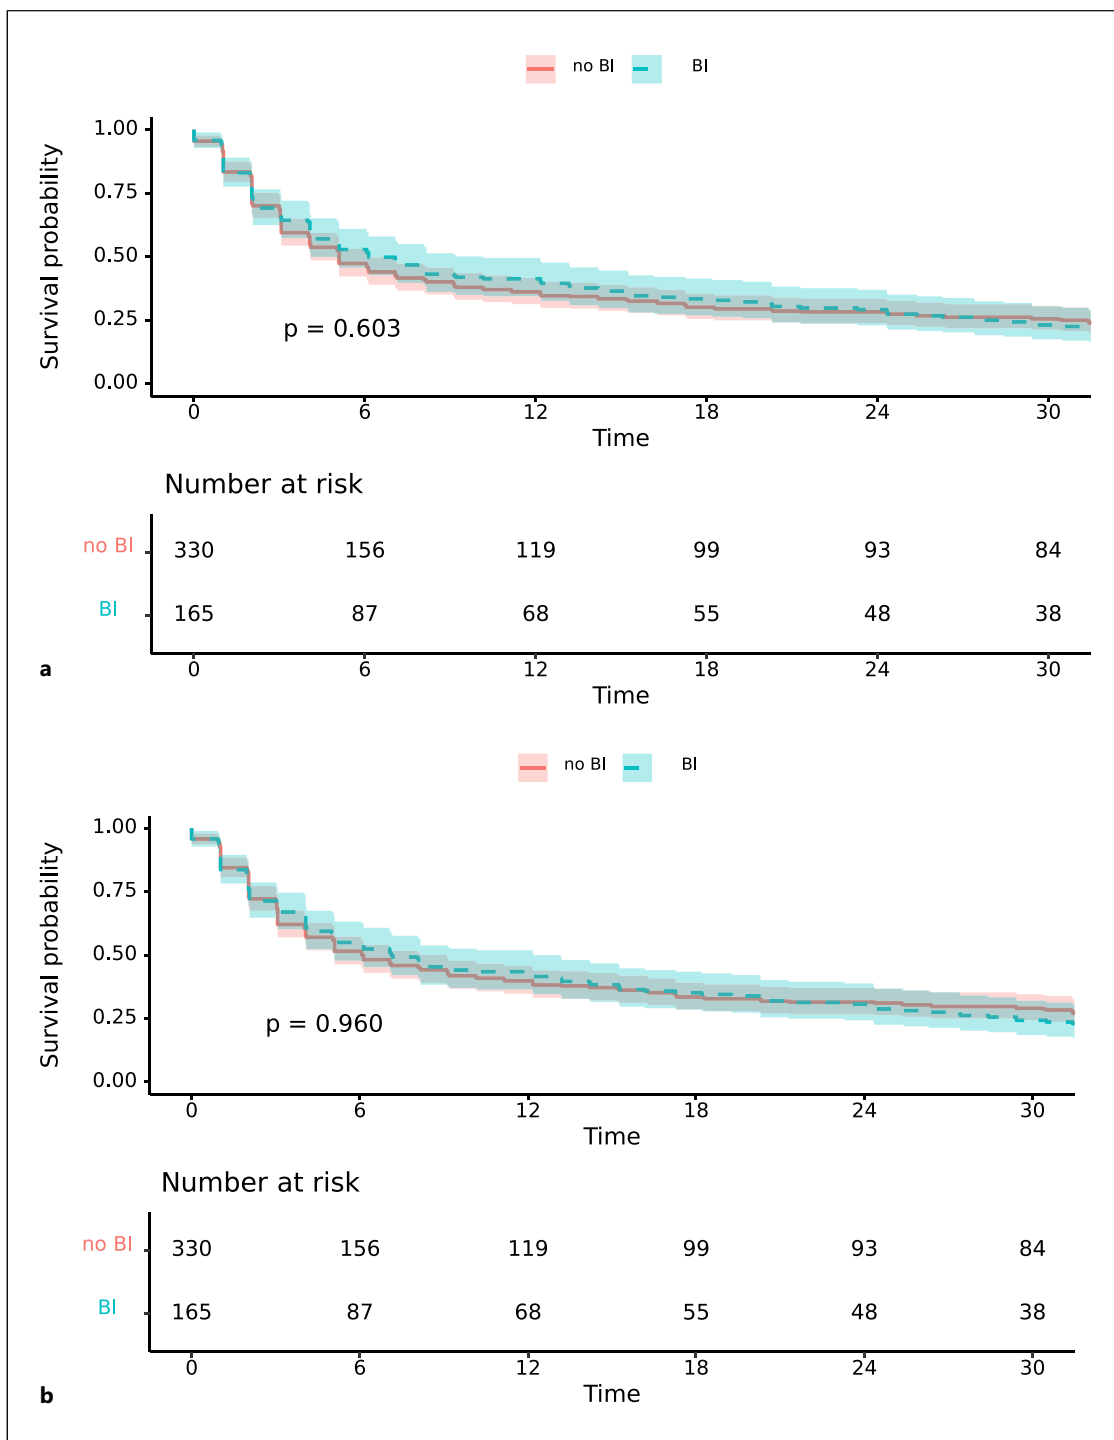 no BI BI
Survival probability
1.00
0.75
0.50
0.25
0.00
p = 0.603
0 6 12 18 24 30
Time
Number at risk
no BI 330 156 119 99 93 84
BI 165 87 68 55 48 38
0 6 12 18 24 30
Time
a
no BI BI
Survival probability
1.00
0.75
0.50
0.25
0.00
p = 0.960
0 6 12 18 24 30
Time
Number at risk
no BI 330 156 119 99 93 84
BI 165 87 68 55 48 38
0 6 12 18 24 30
Time
b